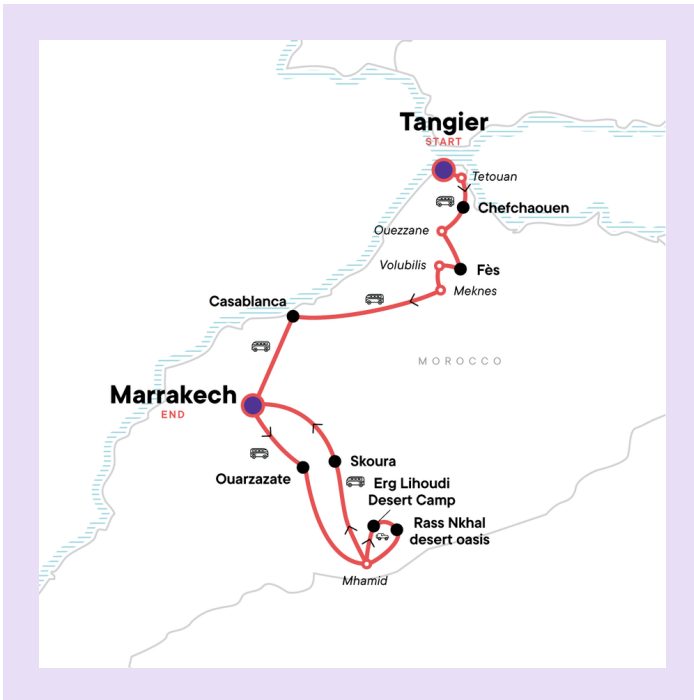 Tangier
START
Tetouan
Chefchaouen
Ouezzane
Volubilis
Fès
Meknes
Casablanca
MOROCCO
Marrakech
END
Skoura
Ouarzazate
Erg Lihoudi
Desert Camp
Rass Nkhal
desert oasis
Mhamid